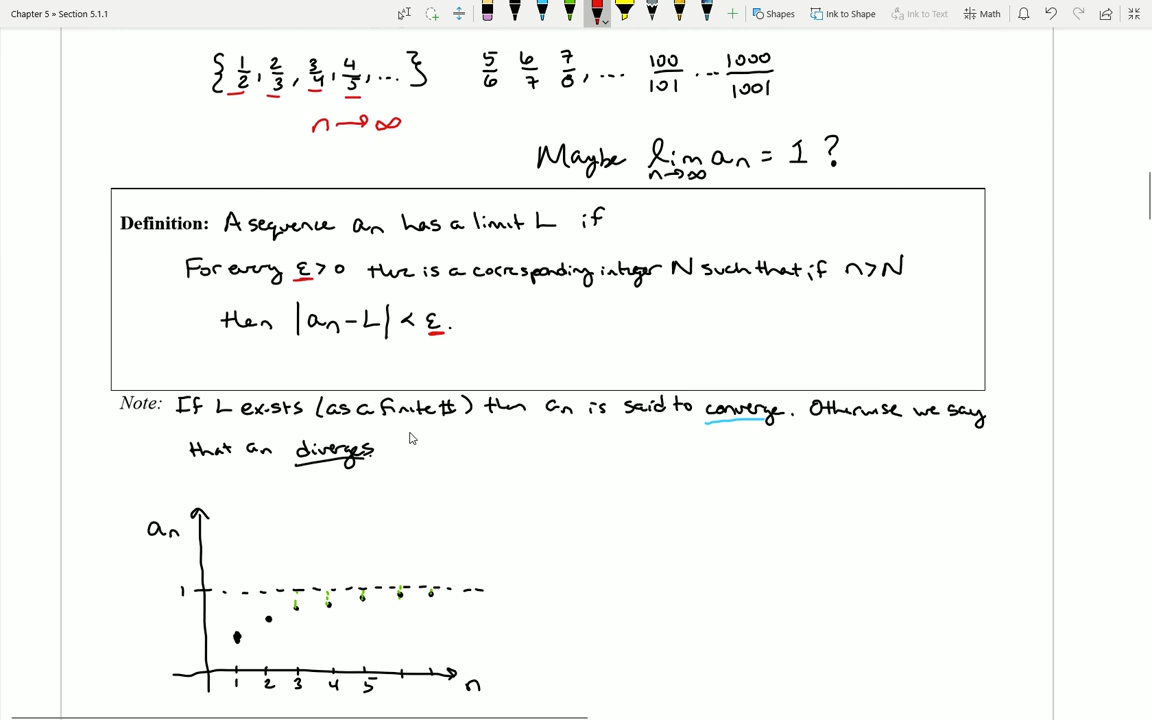 Chapter 5 » Section 5.1.1
Shapes Ink to Shape Ink to Text Math
{1/2, 2/3, 3/4, 4/5, ...} 5/6 6/7 7/8, ... 100/101 ... 1000/1001
n → ∞
Maybe lim n→∞ an = 1 ?
Definition: A sequence an has a limit L if
For every ε > 0 there is a corresponding integer N such that if n > N
then |an - L| < ε.
Note: If L exists (as a finite #) then an is said to converge. Otherwise we say
that an diverges.
an
1
1 2 3 4 5 n